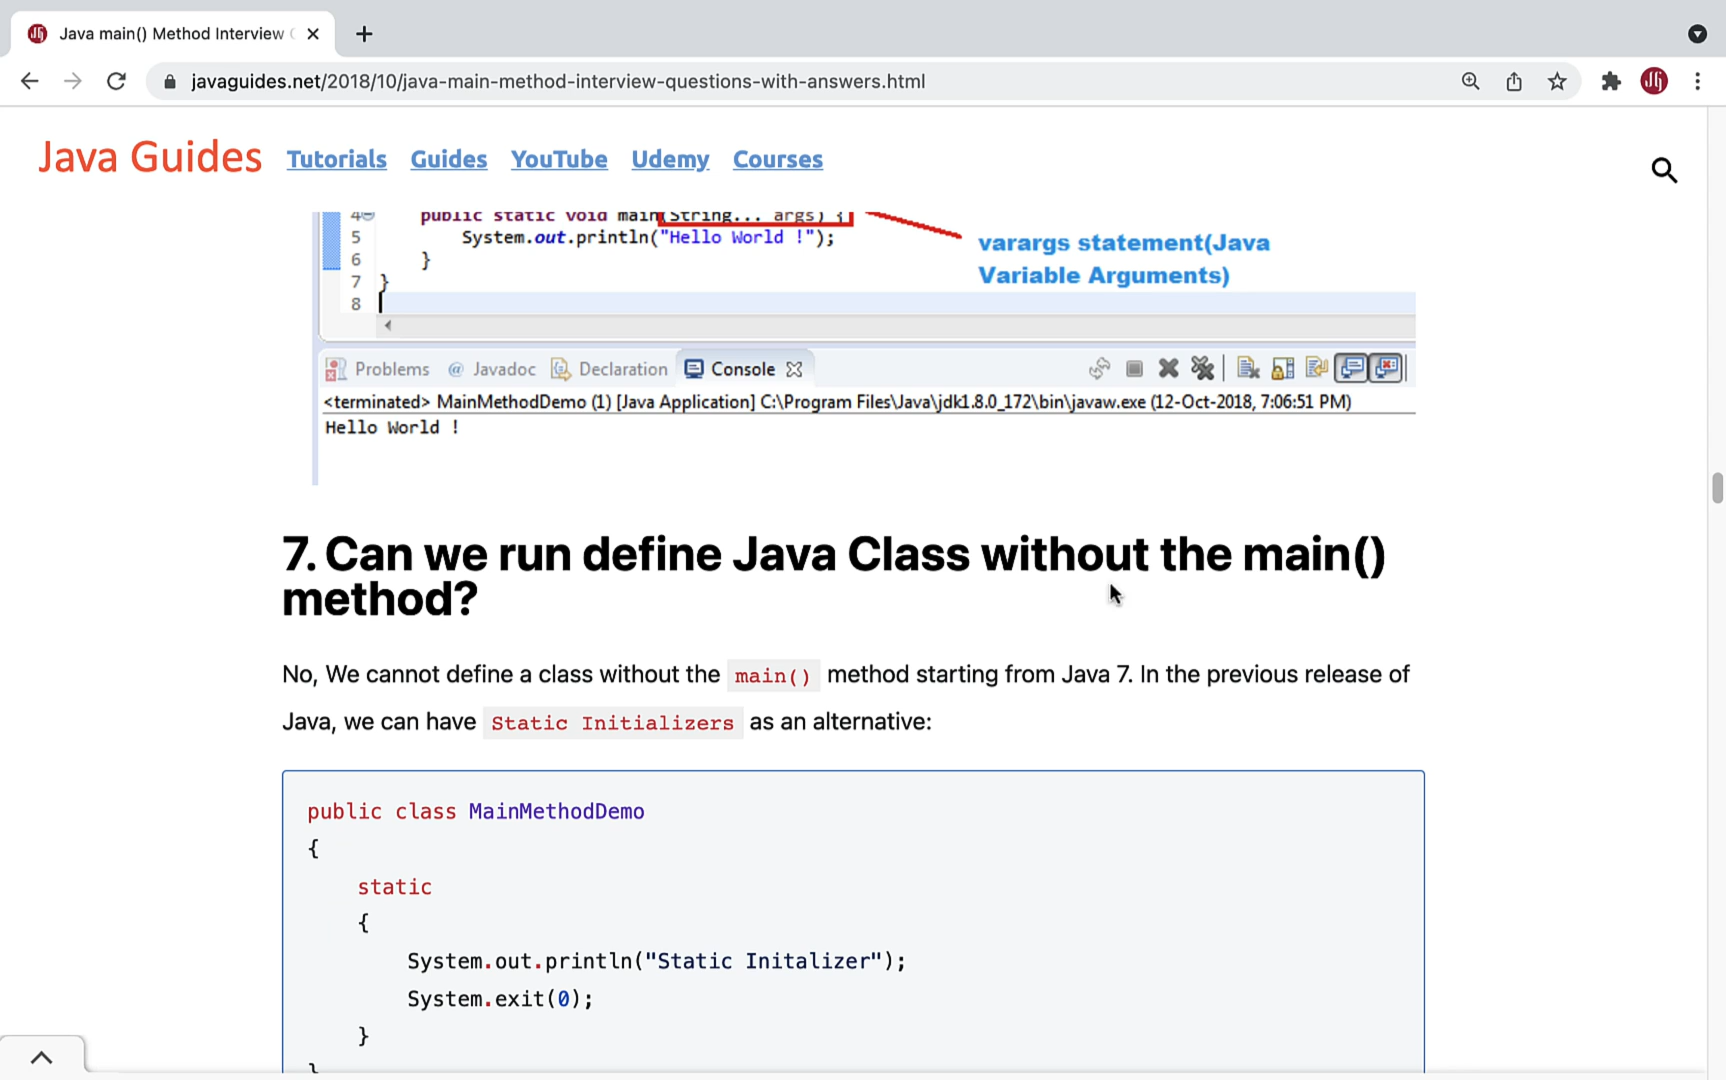 Java main() Method Interview
javaguides.net/2018/10/java-main-method-interview-questions-with-answers.html
Java Guides Tutorials Guides YouTube Udemy Courses
4 public static void main(String... args) {
5 System.out.println("Hello World !");
6 }
7 }
8
varargs statement(Java
Variable Arguments)
Problems @ Javadoc Declaration Console
<terminated> MainMethodDemo (1) [Java Application] C:\Program Files\Java\jdk1.8.0_172\bin\javaw.exe (12-Oct-2018, 7:06:51 PM)
Hello World !
7. Can we run define Java Class without the main()
method?
No, We cannot define a class without the main() method starting from Java 7. In the previous release of
Java, we can have Static Initializers as an alternative:
public class MainMethodDemo
{
static
{
System.out.println("Static Initalizer");
System.exit(0);
}
}